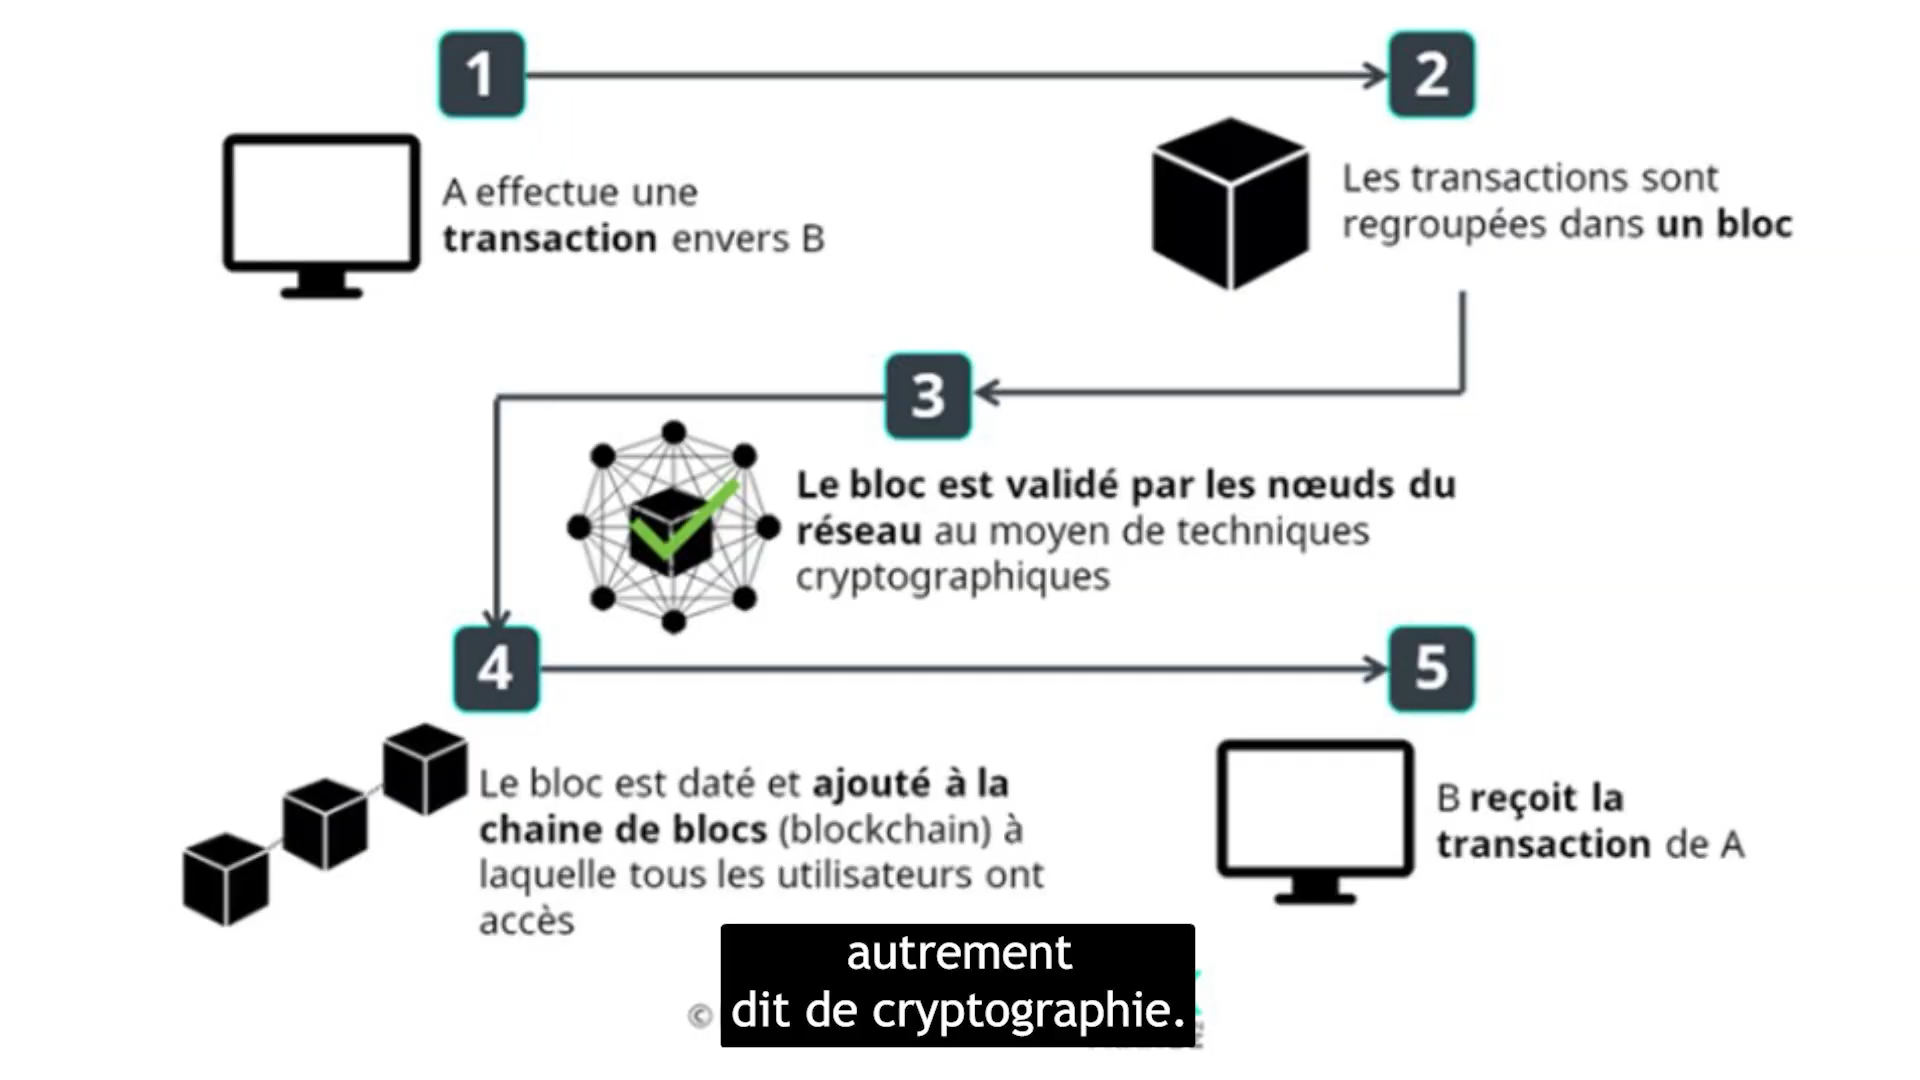 1
2
A effectue une
transaction envers B
Les transactions sont
regroupées dans un bloc
3
Le bloc est validé par les nœuds du
réseau au moyen de techniques
cryptographiques
4
5
Le bloc est daté et ajouté à la
chaine de blocs (blockchain) à
laquelle tous les utilisateurs ont
accès
B reçoit la
transaction de A
autrement
dit de cryptographie.
©